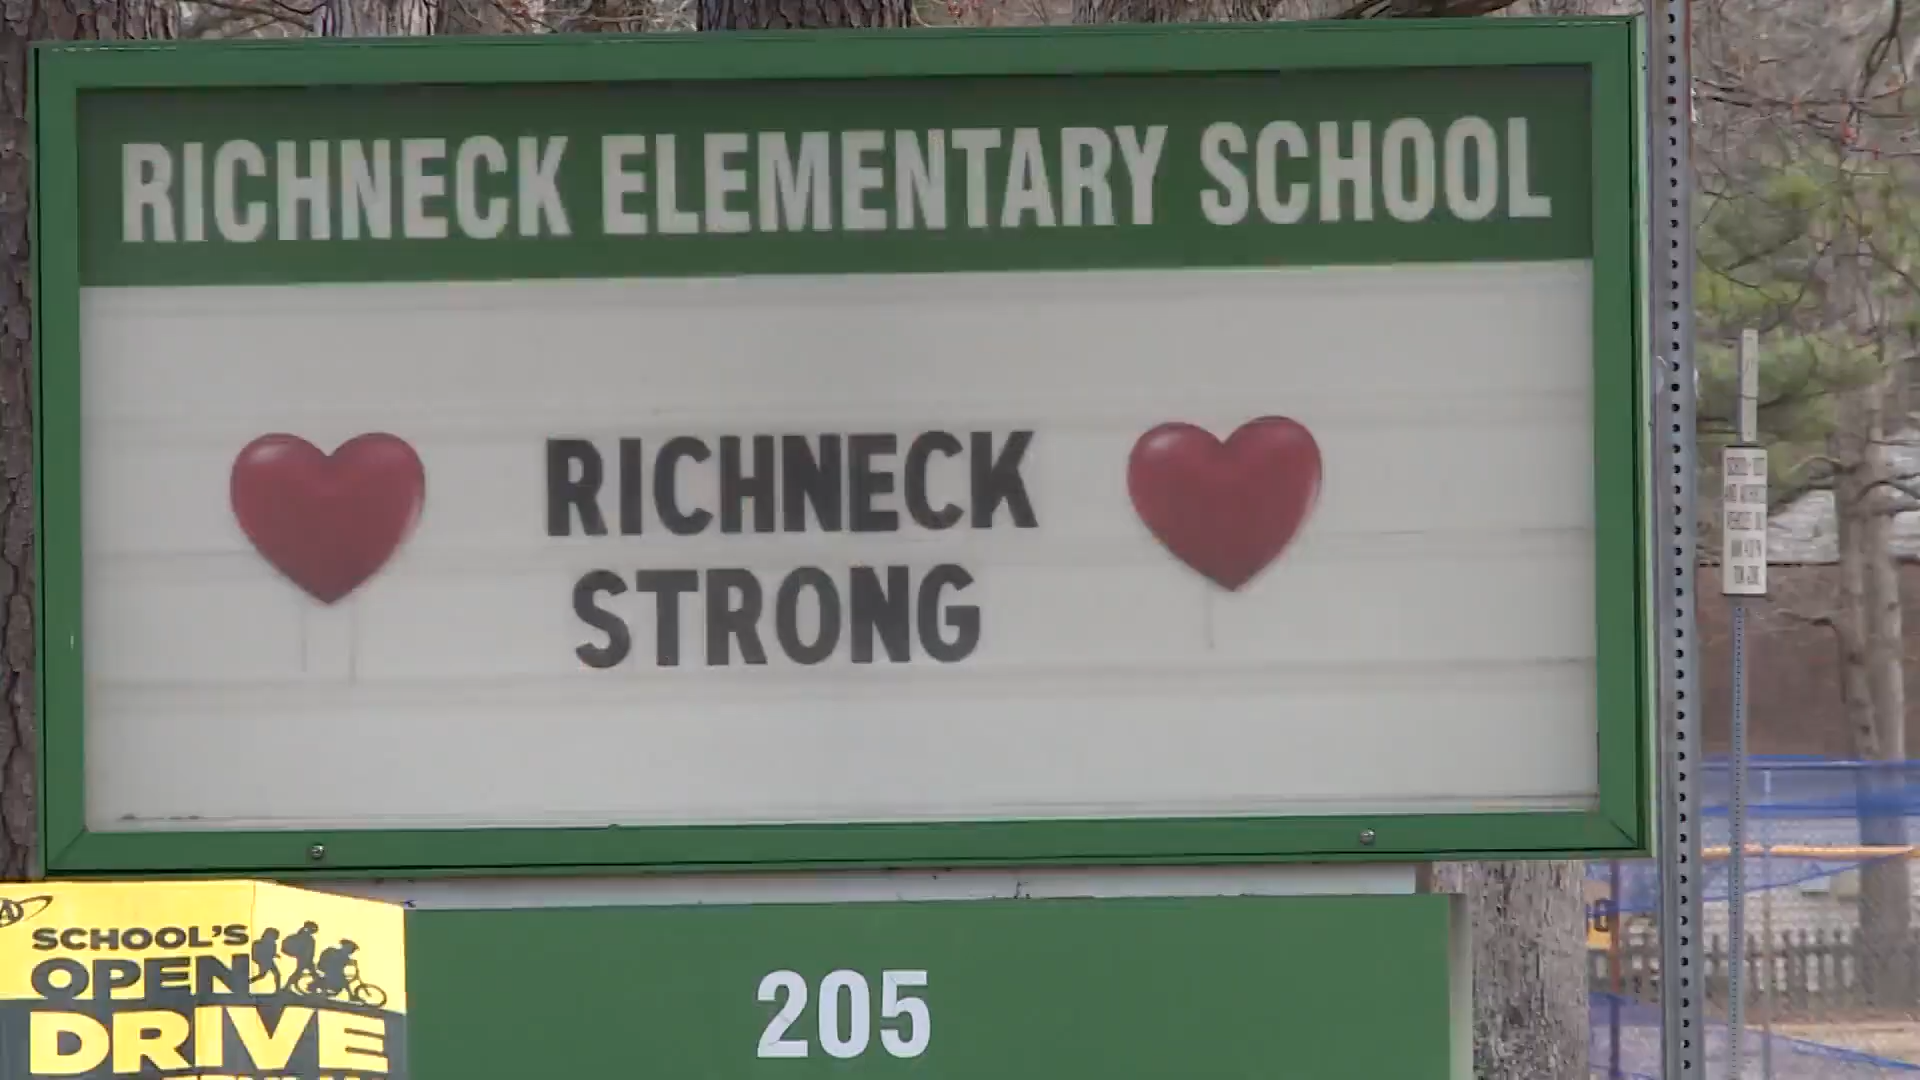 RICHNECK ELEMENTARY SCHOOL
RICHNECK
STRONG
205
SCHOOL'S
OPEN
DRIVE